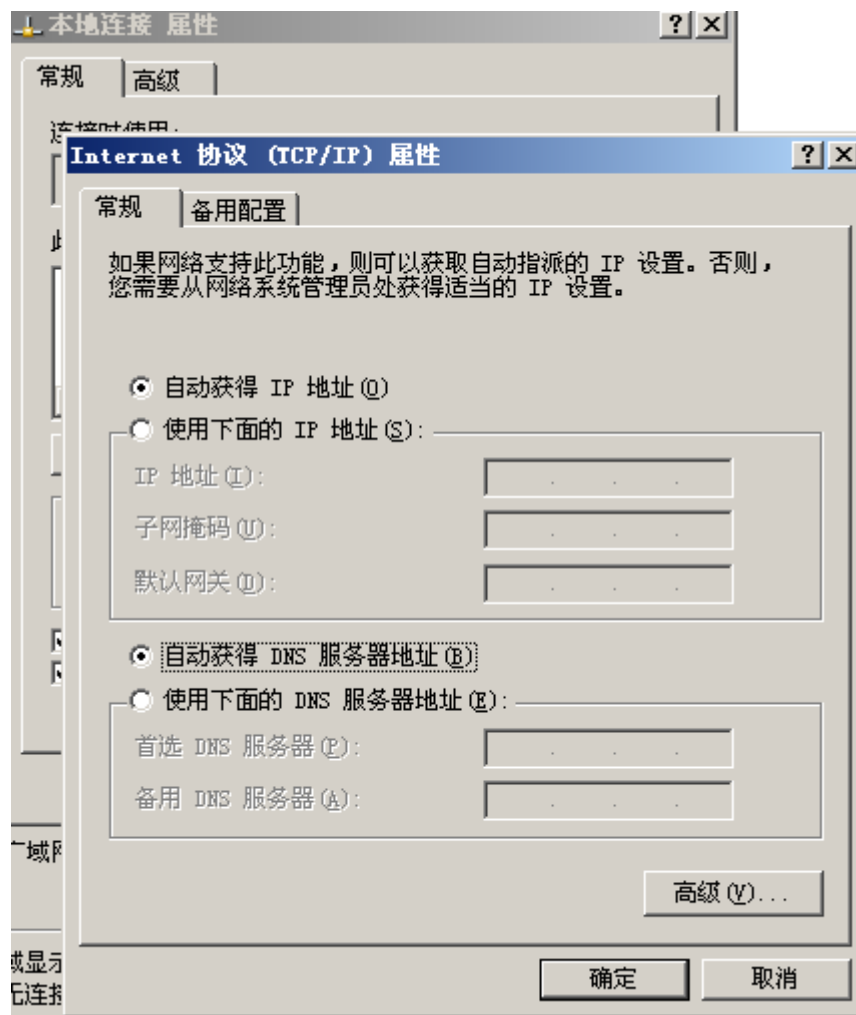 本地连接 属性
常规
高级
连接时使用:
Internet 协议 (TCP/IP) 属性
常规
备用配置
如果网络支持此功能，则可以获取自动指派的 IP 设置。否则，
您需要从网络系统管理员处获得适当的 IP 设置。
自动获得 IP 地址(O)
使用下面的 IP 地址(S):
IP 地址(I):
子网掩码(U):
默认网关(D):
自动获得 DNS 服务器地址(B)
使用下面的 DNS 服务器地址(E):
首选 DNS 服务器(P):
备用 DNS 服务器(A):
高级(V)...
确定
取消